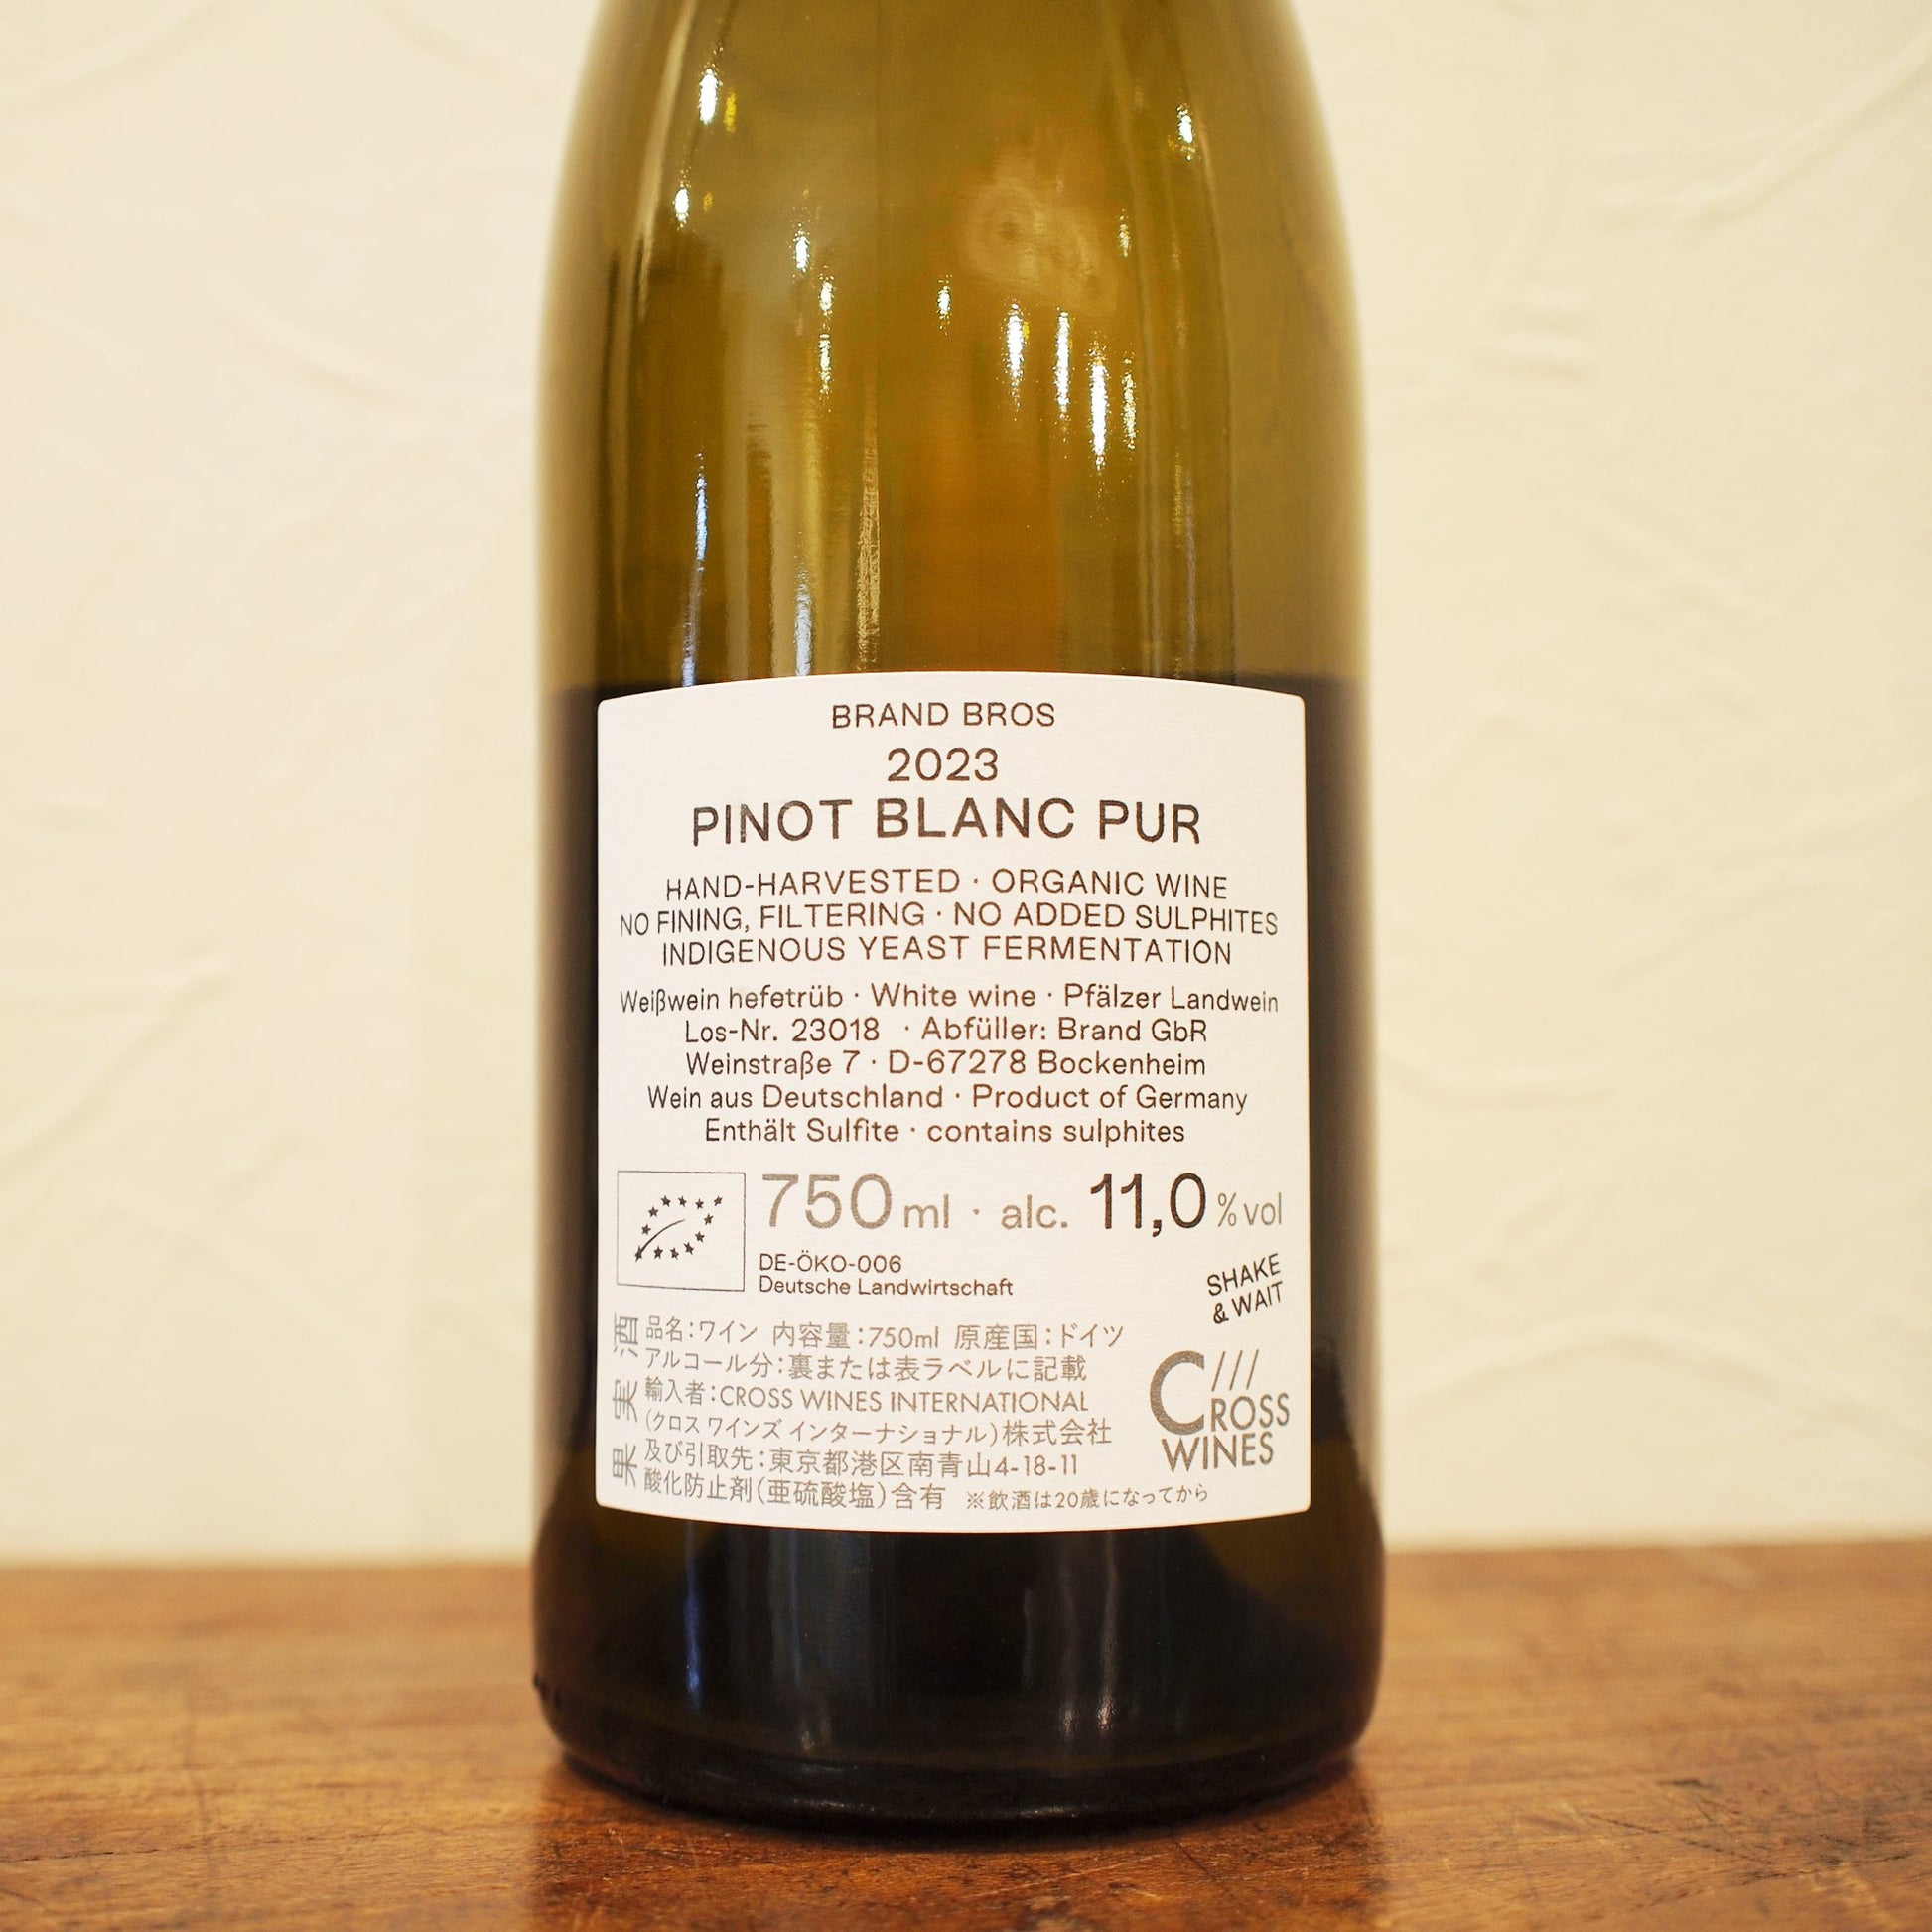 BRAND BROS
2023
PINOT BLANC PUR
HAND-HARVESTED · ORGANIC WINE
NO FINING, FILTERING · NO ADDED SULPHITES
INDIGENOUS YEAST FERMENTATION
Weißwein hefetrüb · White wine · Pfälzer Landwein
Los-Nr. 23018 · Abfüller: Brand GbR
Weinstraße 7 · D-67278 Bockenheim
Wein aus Deutschland · Product of Germany
Enthält Sulfite · contains sulphites
750 ml · alc. 11,0 % vol
DE-ÖKO-006
Deutsche Landwirtschaft
SHAKE
& WAIT
果実酒
品名:ワイン 内容量:750ml 原産国:ドイツ
アルコール分:裏または表ラベルに記載
輸入者:CROSS WINES INTERNATIONAL
(クロス ワインズ インターナショナル)株式会社
及び引取先:東京都港区南青山4-18-11
酸化防止剤(亜硫酸塩)含有 ※飲酒は20歳になってから
CROSS
WINES